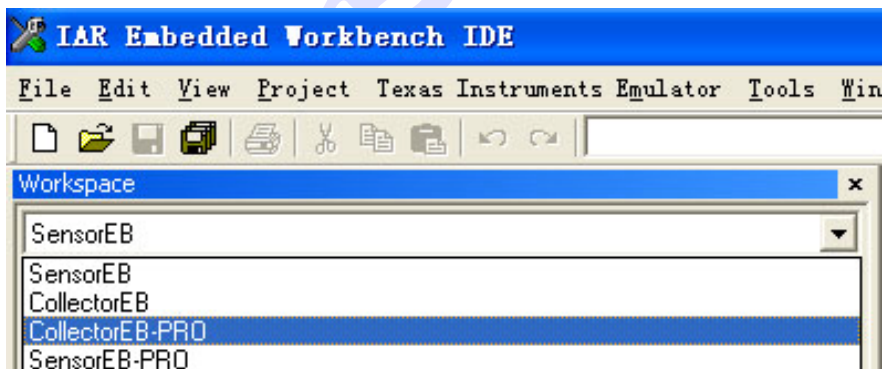 IAR Embedded Workbench IDE
File Edit View Project Texas Instruments Emulator Tools Win
Workspace
SensorEB
SensorEB
CollectorEB
CollectorEB-PRO
SensorEB-PRO